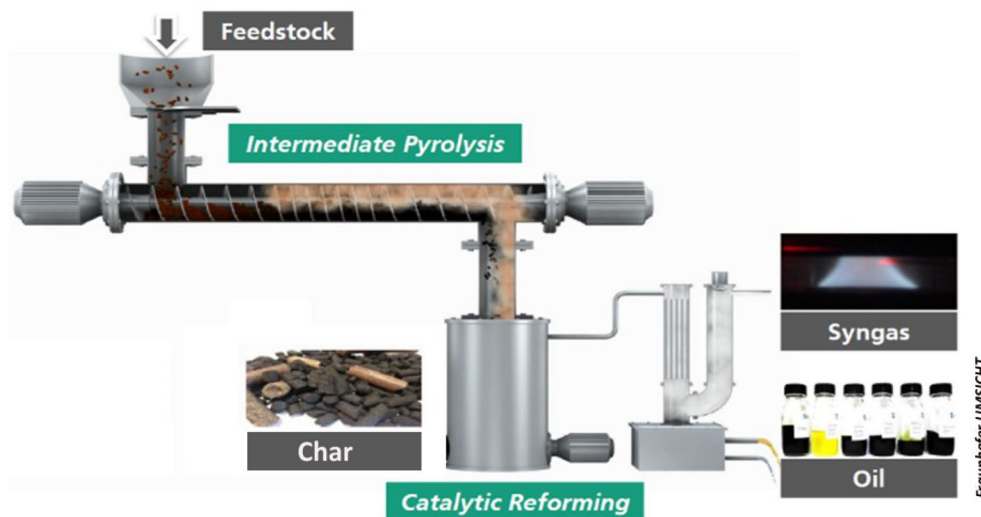 Feedstock
Intermediate Pyrolysis
Syngas
Char
Oil
Catalytic Reforming
Fraunhofer UMSICHT